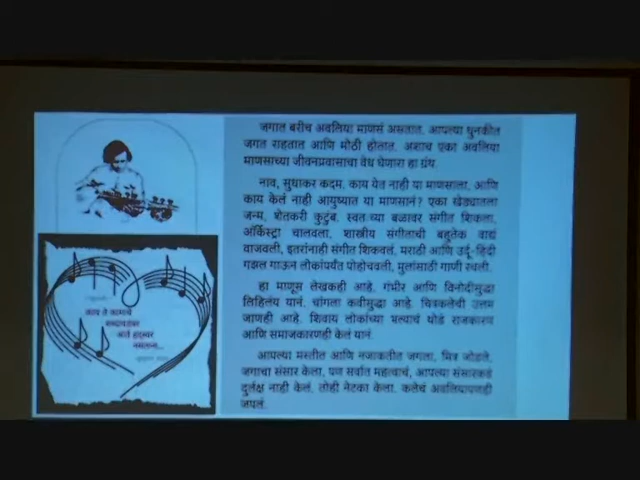 जगात बरीच अवलिया माणसं असतात. आपल्या धुनकीत
जगत राहतात आणि मोठी होतात. अशाच एका अवलिया
माणसाच्या जीवनप्रवासाचा वेध घेणारा हा ग्रंथ.
नाव, सुधाकर कदम. काय येत नाही या माणसाला, आणि
काय केलं नाही आयुष्यात या माणसानं? एका खेड्यातला
जन्म, शेतकरी कुटुंब. स्वतःच्या बळावर संगीत शिकला,
ऑर्केस्ट्रा चालवला, शास्त्रीय संगीताची बहुतेक वाद्यं
वाजवली, इतरांनाही संगीत शिकवलं. मराठी आणि उर्दू-हिंदी
गझल गाऊन लोकांपर्यंत पोहोचवली, मुलांसाठी गाणी रचली.
हा माणूस लेखकही आहे. गंभीर आणि विनोदीसुद्धा
लिहिलंय यानं. चांगला कवीसुद्धा आहे. चित्रकलेची उत्तम
जाणही आहे. शिवाय लोकांच्या भल्याचं थोडं राजकारण
आणि समाजकारणही केलं यानं.
आपल्या मस्तीत आणि नजाकतीत जगला, मित्र जोडले.
जगाचा संसार केला, पण सर्वात महत्वाचं, आपल्या संसाराकडं
दुर्लक्ष नाही केलं. तोही नेटका केला. कलेचं अवलियापणही
जपलं.
काय ते कामाचे
अर्थ हृदयावर